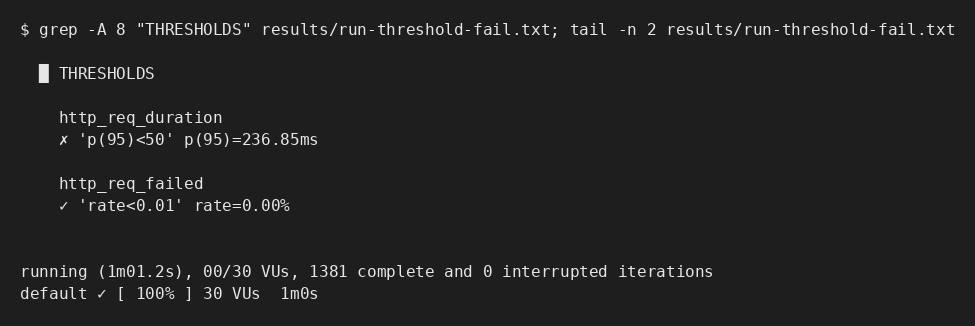 $ grep -A 8 "THRESHOLDS" results/run-threshold-fail.txt; tail -n 2 results/run-threshold-fail.txt
█ THRESHOLDS
http_req_duration
✗ 'p(95)<50' p(95)=236.85ms
http_req_failed
✓ 'rate<0.01' rate=0.00%
running (1m01.2s), 00/30 VUs, 1381 complete and 0 interrupted iterations
default ✓ [ 100% ] 30 VUs  1m0s